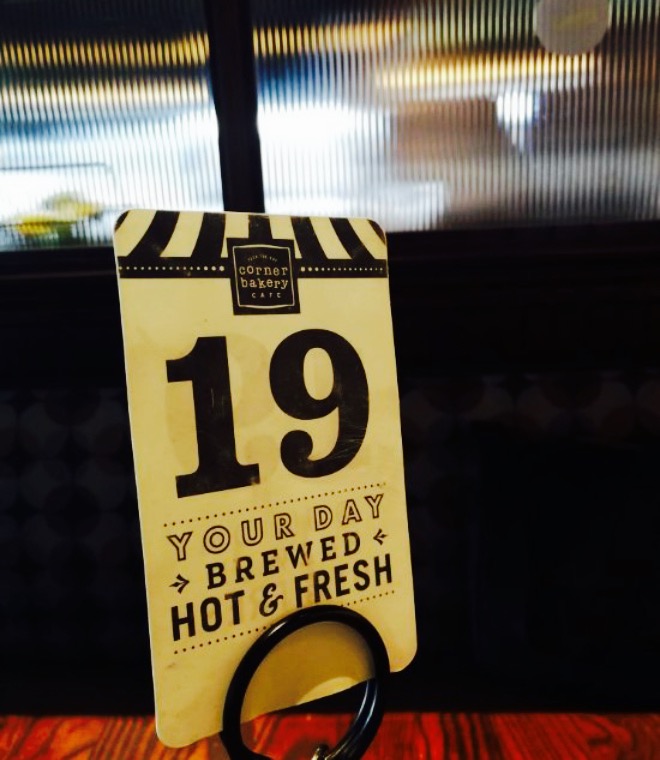 corner
bakery
CAFE
19
YOUR DAY
BREWED
HOT & FRESH